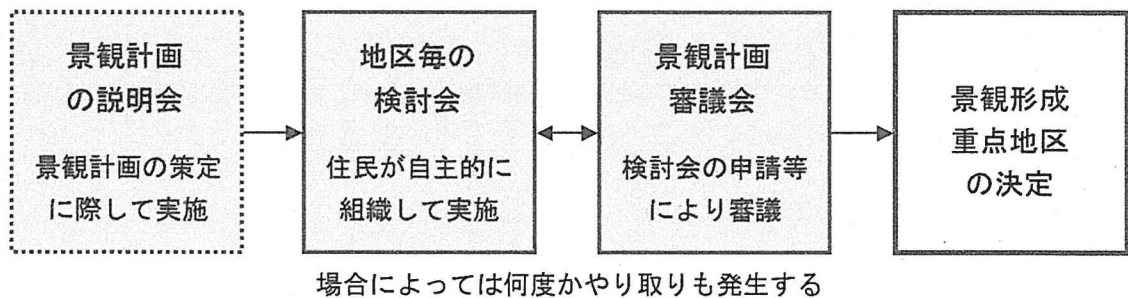 景観計画
の説明会
景観計画の策定
に際して実施
地区毎の
検討会
住民が自主的に
組織して実施
景観計画
審議会
検討会の申請等
により審議
景観形成
重点地区
の決定
場合によっては何度かやり取りも発生する